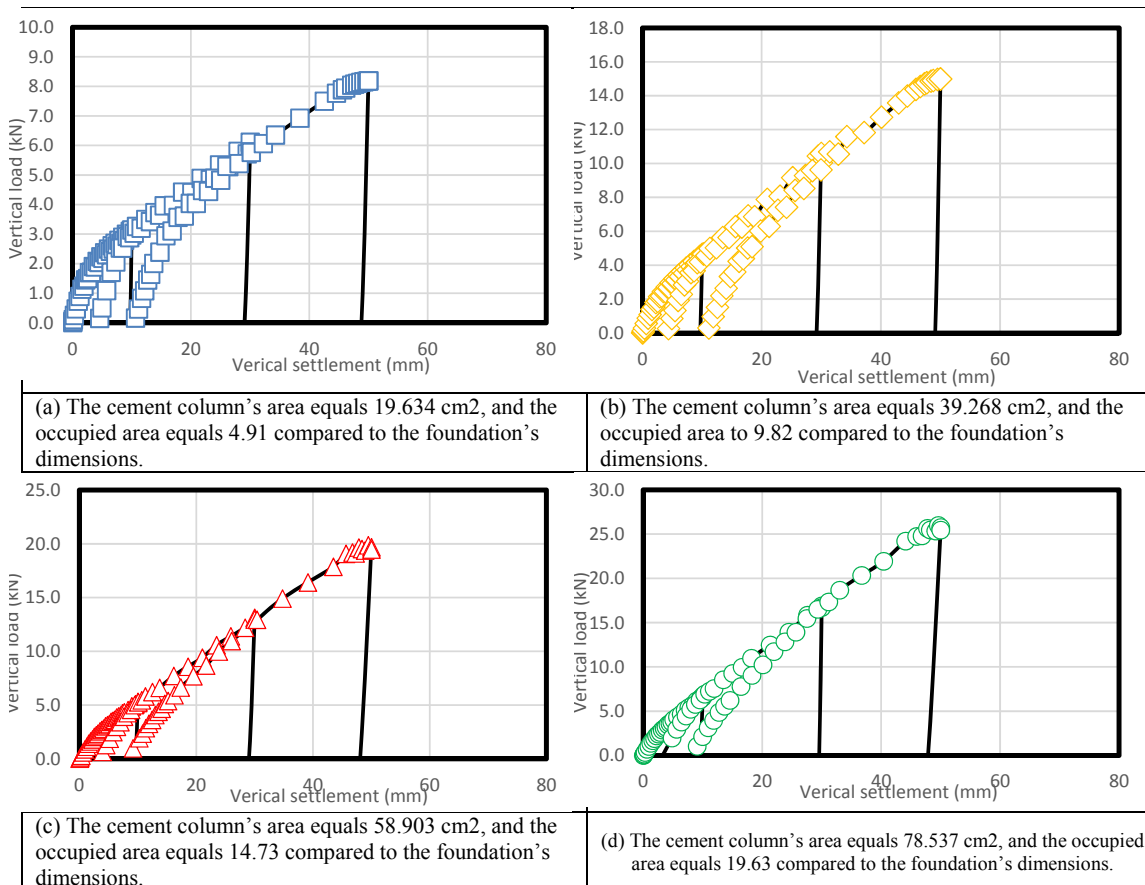 10.0
9.0
8.0
7.0
6.0
5.0
4.0
3.0
2.0
1.0
0.0
Vertical load (kN)
0
20
40
60
80
Verical settlement (mm)
18.0
16.0
14.0
12.0
10.0
8.0
6.0
4.0
2.0
0.0
Vertical load (kN)
0
20
40
60
80
Verical settlement (mm)
(a) The cement column’s area equals 19.634 cm2, and the
occupied area equals 4.91 compared to the foundation’s
dimensions.
(b) The cement column’s area equals 39.268 cm2, and the
occupied area to 9.82 compared to the foundation’s
dimensions.
25.0
20.0
15.0
10.0
5.0
0.0
Vertical load (kN)
0
20
40
60
80
Verical settlement (mm)
30.0
25.0
20.0
15.0
10.0
5.0
0.0
Vertical load (kN)
0
20
40
60
80
Verical settlement (mm)
(c) The cement column’s area equals 58.903 cm2, and the
occupied area equals 14.73 compared to the foundation’s
dimensions.
(d) The cement column’s area equals 78.537 cm2, and the occupied
area equals 19.63 compared to the foundation’s dimensions.